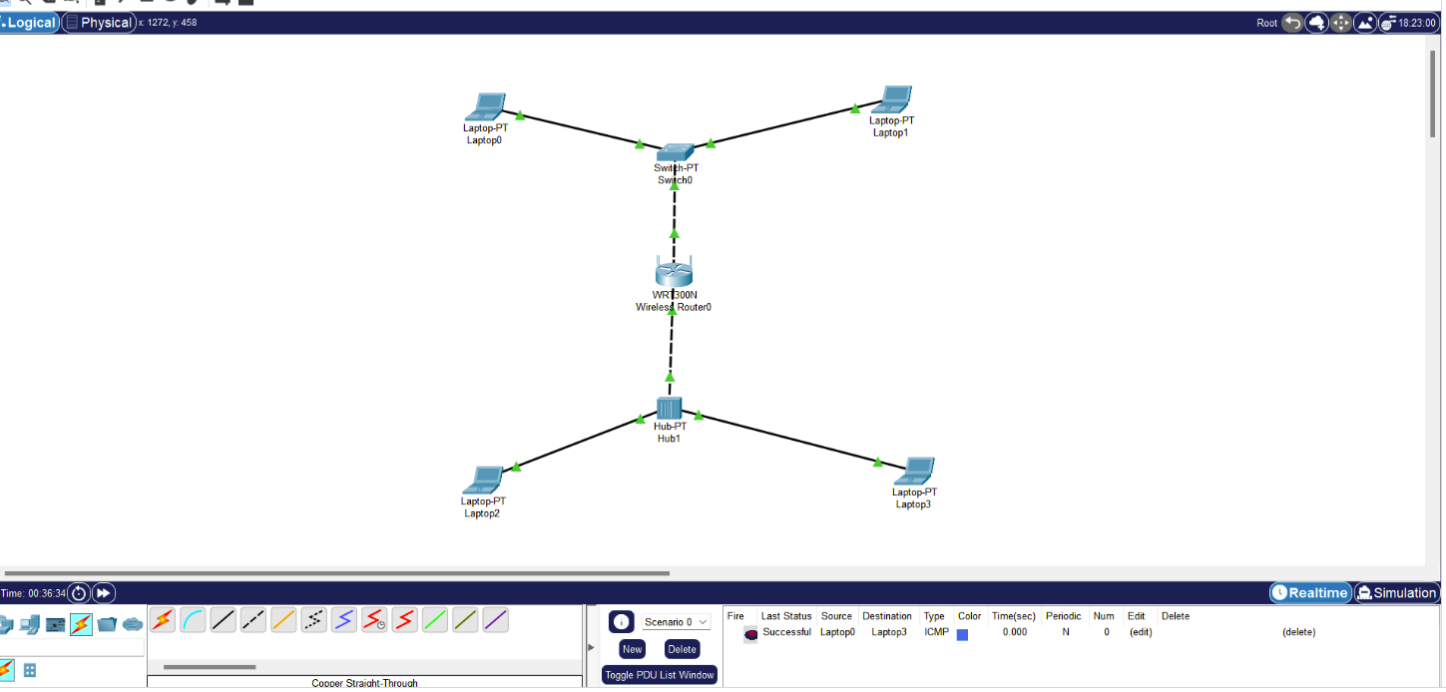 Logical Physical x: 1272, y: 458 Root 18:23:00
Laptop-PT
Laptop0
Laptop-PT
Laptop1
Switch-PT
Switch0
WRT300N
Wireless Router0
Hub-PT
Hub1
Laptop-PT
Laptop2
Laptop-PT
Laptop3
Time: 00:36:34 Realtime Simulation
Scenario 0
New Delete
Toggle PDU List Window
Fire Last Status Source Destination Type Color Time(sec) Periodic Num Edit Delete
Successful Laptop0 Laptop3 ICMP 0.000 N 0 (edit) (delete)
Copper Straight-Through